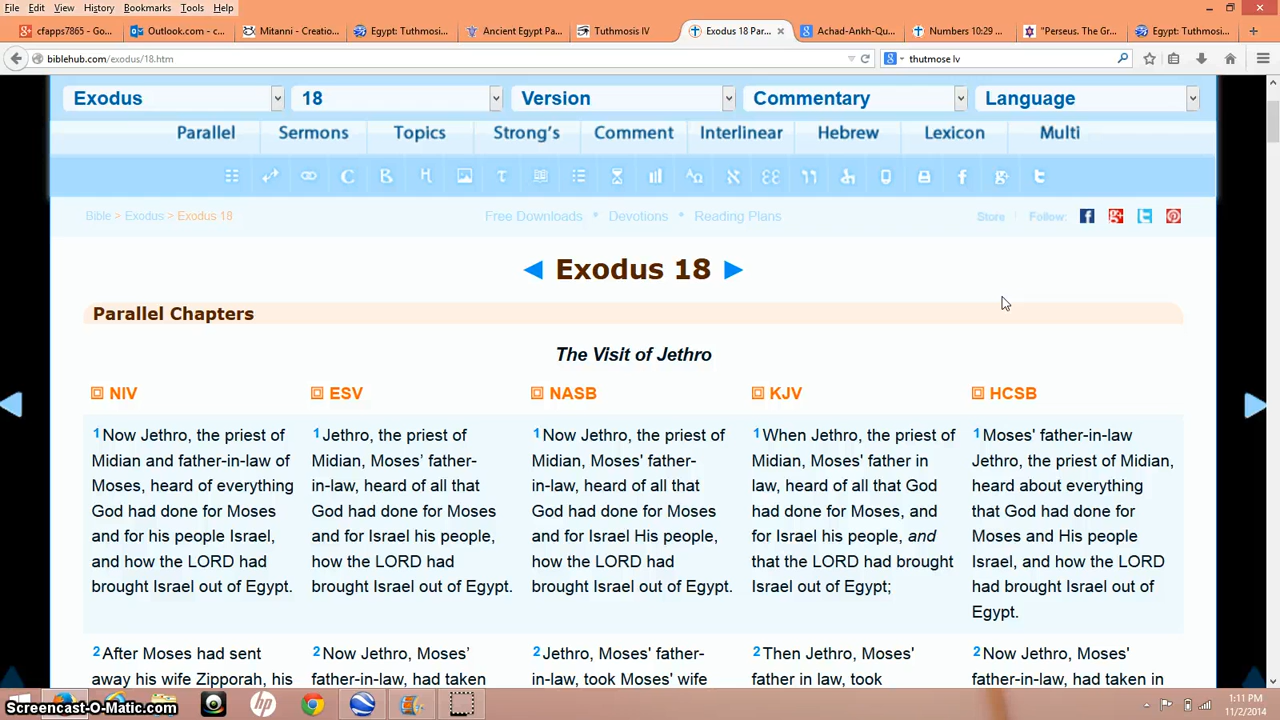 File Edit View History Bookmarks Tools Help
cfapps7865 - Googl...
Outlook.com - c...
Mitanni - Creatio...
Egypt: Tuthmosi...
Ancient Egypt Pa...
Tuthmosis IV
Exodus 18 Par...
Achad-Ankh-Qu...
Numbers 10:29 ...
"Perseus. The Gr...
Egypt: Tuthmosi...
biblehub.com/exodus/18.htm
thutmose lv
Exodus 18 Version Commentary Language
Parallel Sermons Topics Strong's Comment Interlinear Hebrew Lexicon Multi
Bible > Exodus > Exodus 18
Free Downloads • Devotions • Reading Plans
Store Follow:
Exodus 18
Parallel Chapters
The Visit of Jethro
NIV
1Now Jethro, the priest of
Midian and father-in-law of
Moses, heard of everything
God had done for Moses
and for his people Israel,
and how the LORD had
brought Israel out of Egypt.
2After Moses had sent
away his wife Zipporah, his
ESV
1Jethro, the priest of
Midian, Moses' father-
in-law, heard of all that
God had done for Moses
and for Israel his people,
how the LORD had
brought Israel out of Egypt.
2Now Jethro, Moses'
father-in-law, had taken
NASB
1Now Jethro, the priest of
Midian, Moses' father-
in-law, heard of all that
God had done for Moses
and for Israel His people,
how the LORD had
brought Israel out of Egypt.
2Jethro, Moses' father-
in-law, took Moses' wife
KJV
1When Jethro, the priest of
Midian, Moses' father in
law, heard of all that God
had done for Moses, and
for Israel his people, and
that the LORD had brought
Israel out of Egypt;
2Then Jethro, Moses'
father in law, took
HCSB
1Moses' father-in-law
Jethro, the priest of Midian,
heard about everything
that God had done for
Moses and His people
Israel, and how the LORD
had brought Israel out of
Egypt.
2Now Jethro, Moses'
father-in-law, had taken in
Screencast-O-Matic.com
1:11 PM
11/2/2014